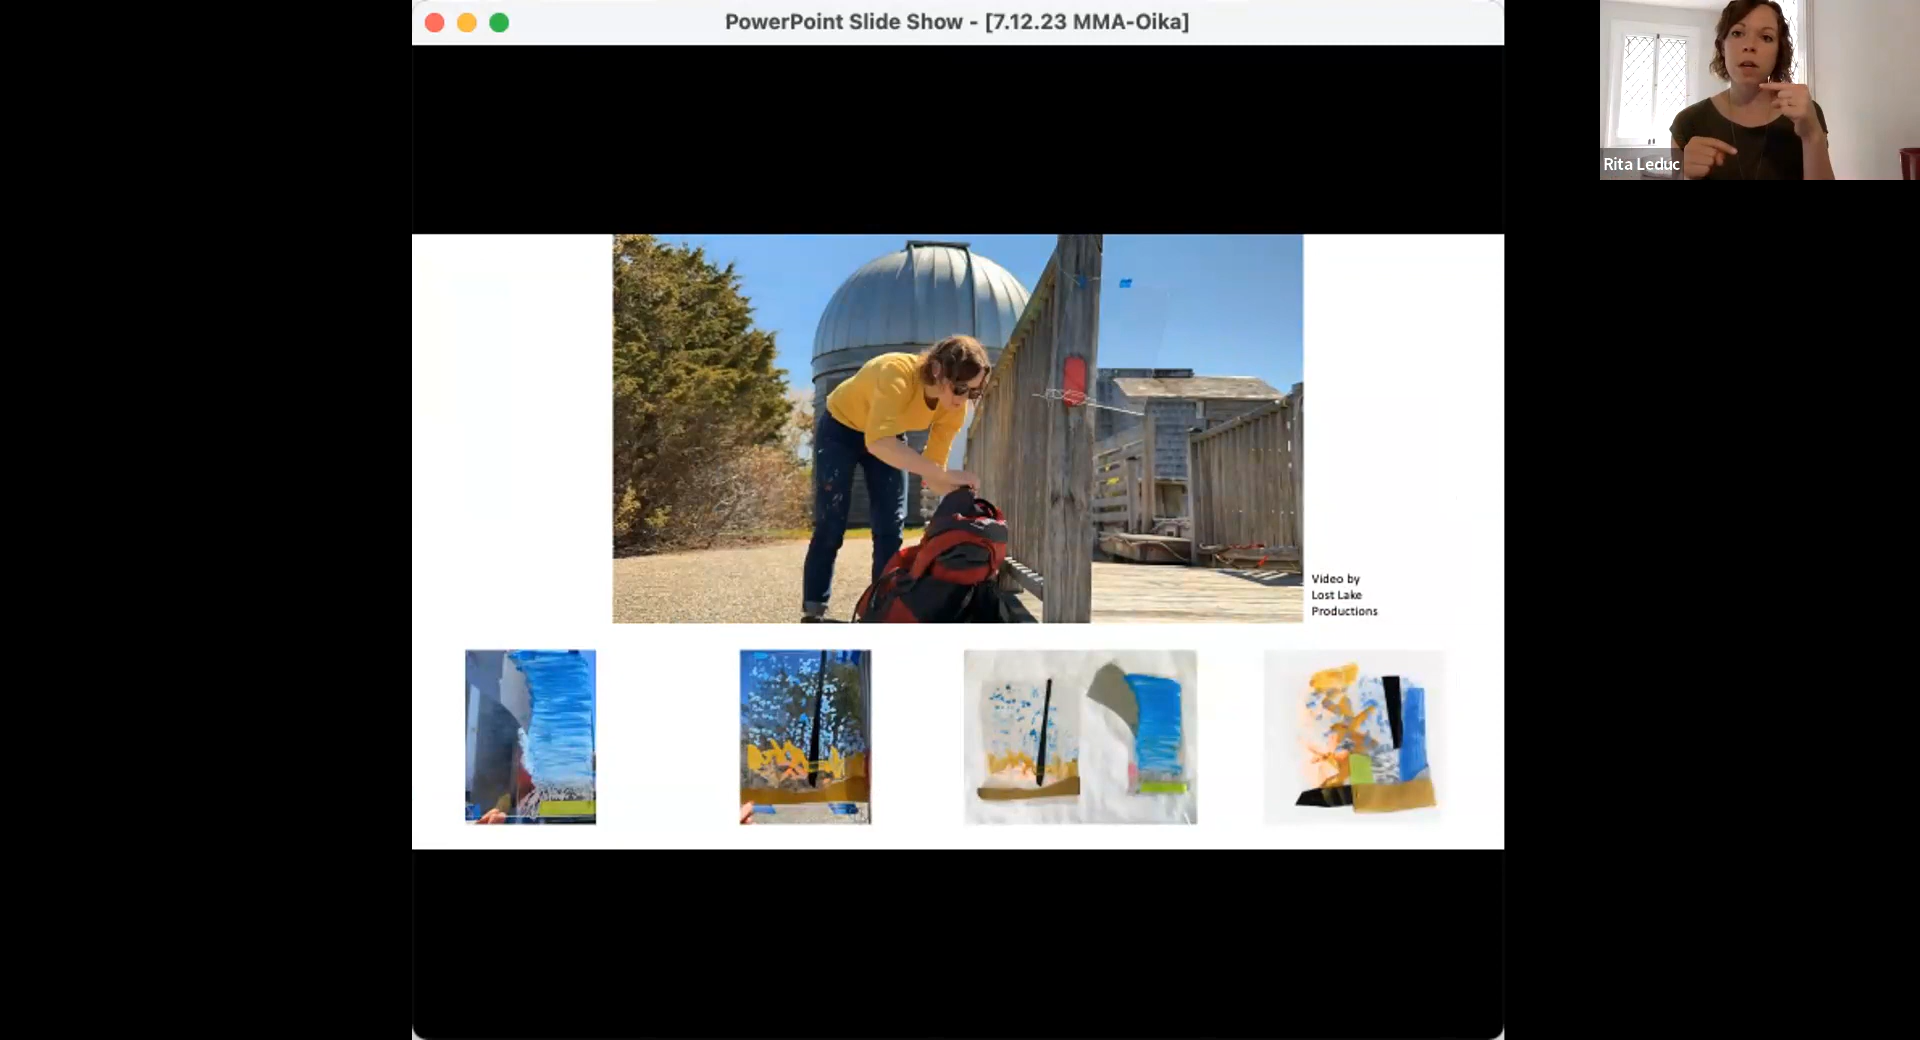 PowerPoint Slide Show - [7.12.23 MMA-Oika]
Rita Leduc
Video by
Lost Lake
Productions